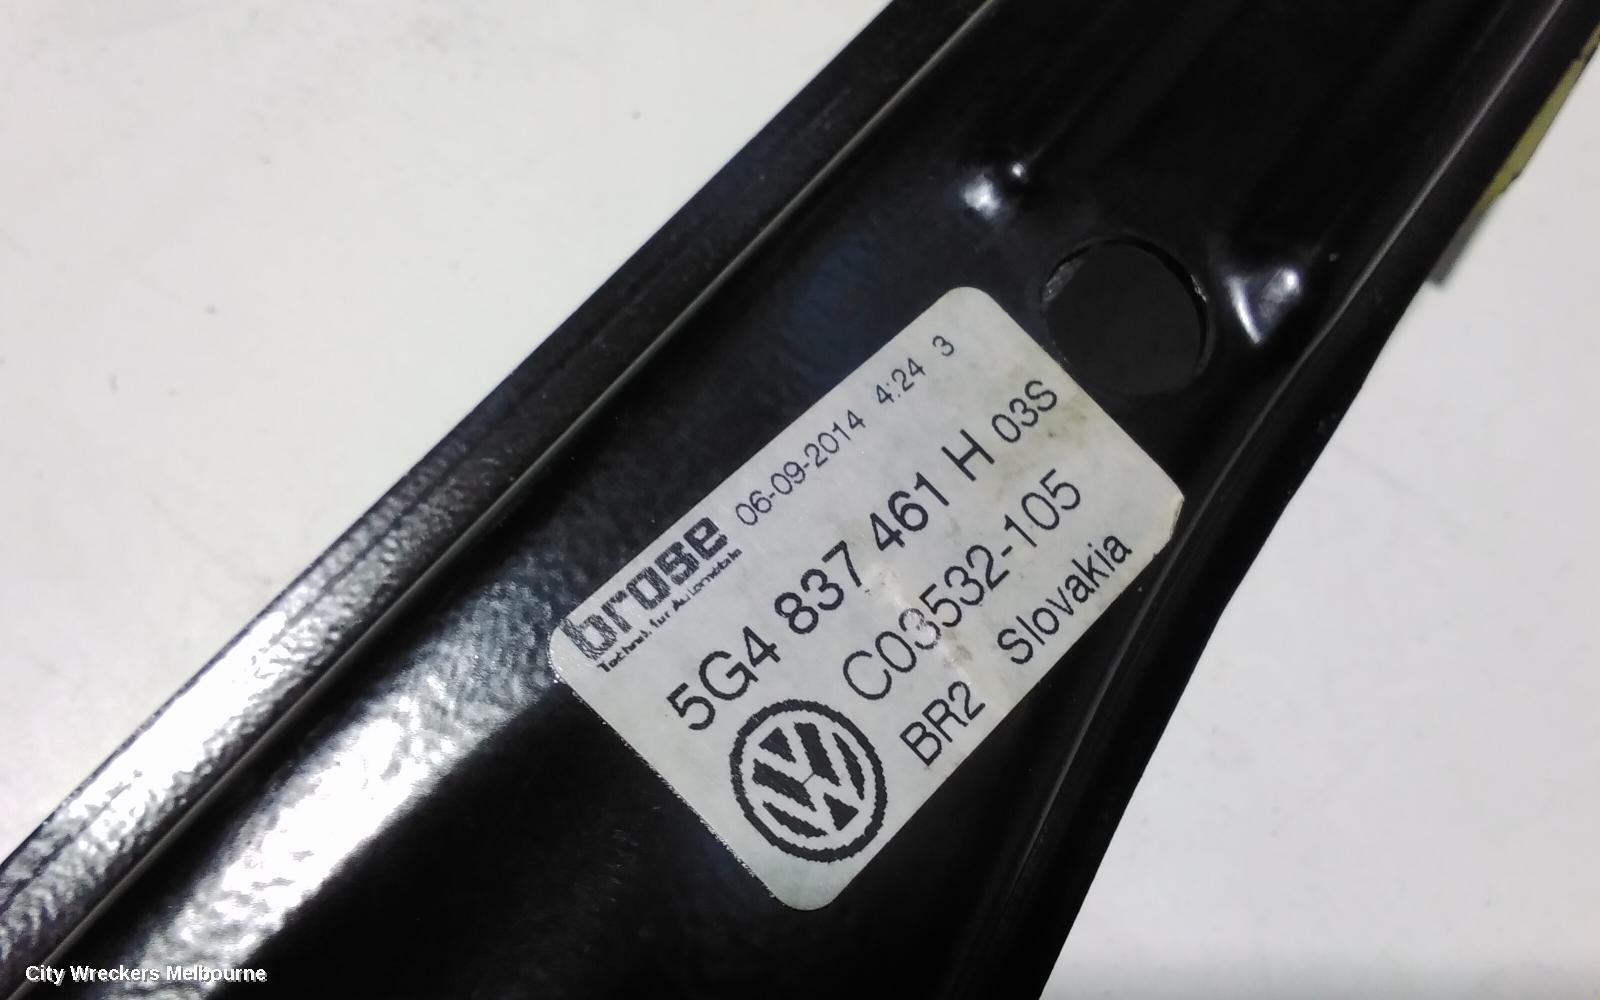 brose
Technik für Automobile
06-09-2014 4:24 3
5G4 837 461 H 03S
C03532-105
BR2 Slovakia
City Wreckers Melbourne